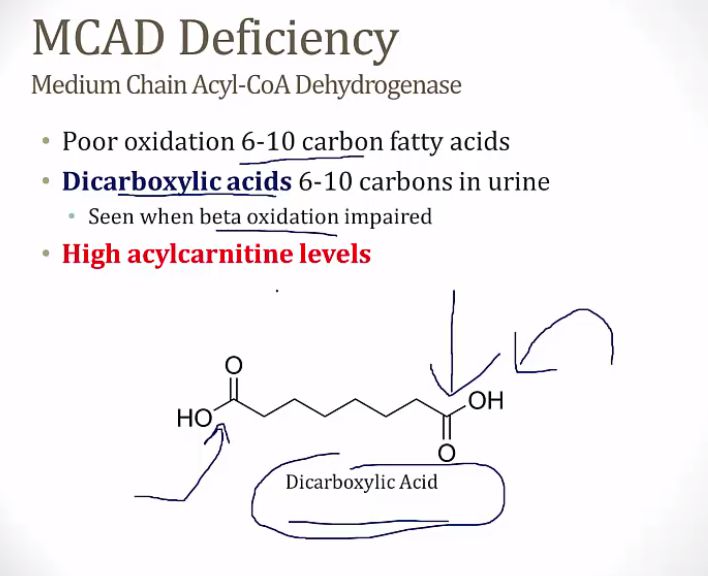 MCAD Deficiency
Medium Chain Acyl-CoA Dehydrogenase
• Poor oxidation 6-10 carbon fatty acids
• Dicarboxylic acids 6-10 carbons in urine
• Seen when beta oxidation impaired
• High acylcarnitine levels
O
OH
HO
O
Dicarboxylic Acid